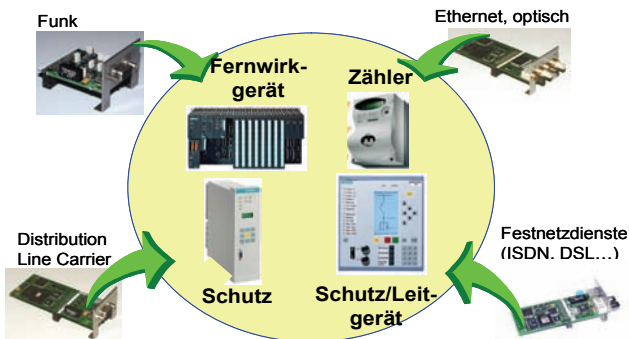 Funk
Ethernet, optisch
Fernwirk-
gerät
Zähler
Distribution
Line Carrier
Festnetzdienste
(ISDN, DSL...)
Schutz
Schutz/Leit-
gerät